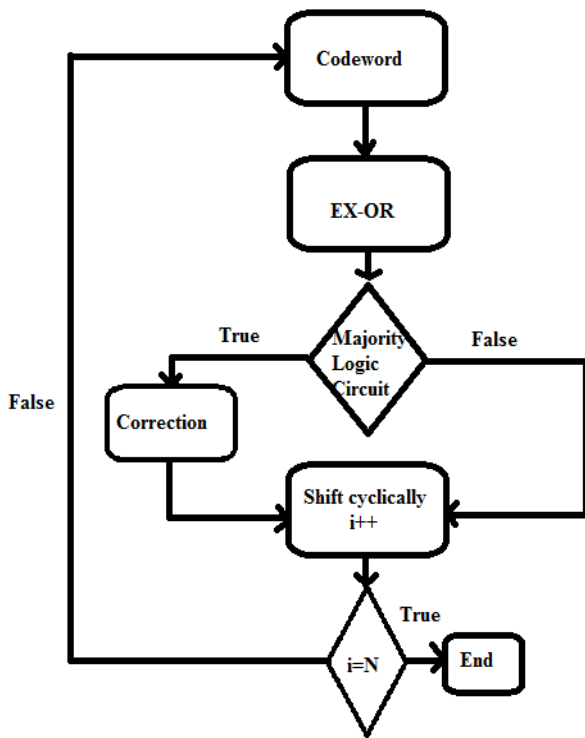 Codeword
EX-OR
True
Majority
Logic
Circuit
False
False
Correction
Shift cyclically
i++
True
i=N
End